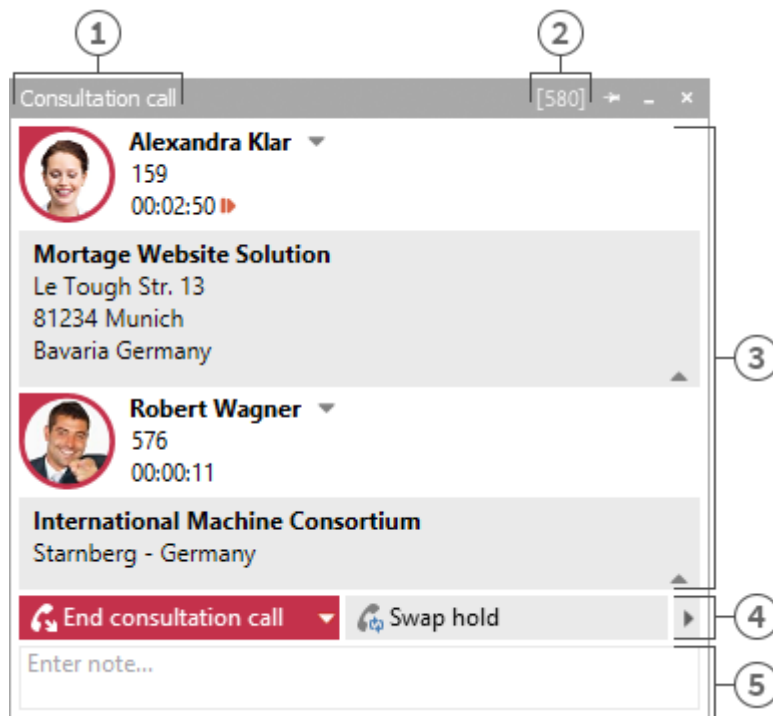 1
2
Consultation call [580]
Alexandra Klar
159
00:02:50
Mortage Website Solution
Le Tough Str. 13
81234 Munich
Bavaria Germany
3
Robert Wagner
576
00:00:11
International Machine Consortium
Starnberg - Germany
End consultation call Swap hold
4
Enter note...
5